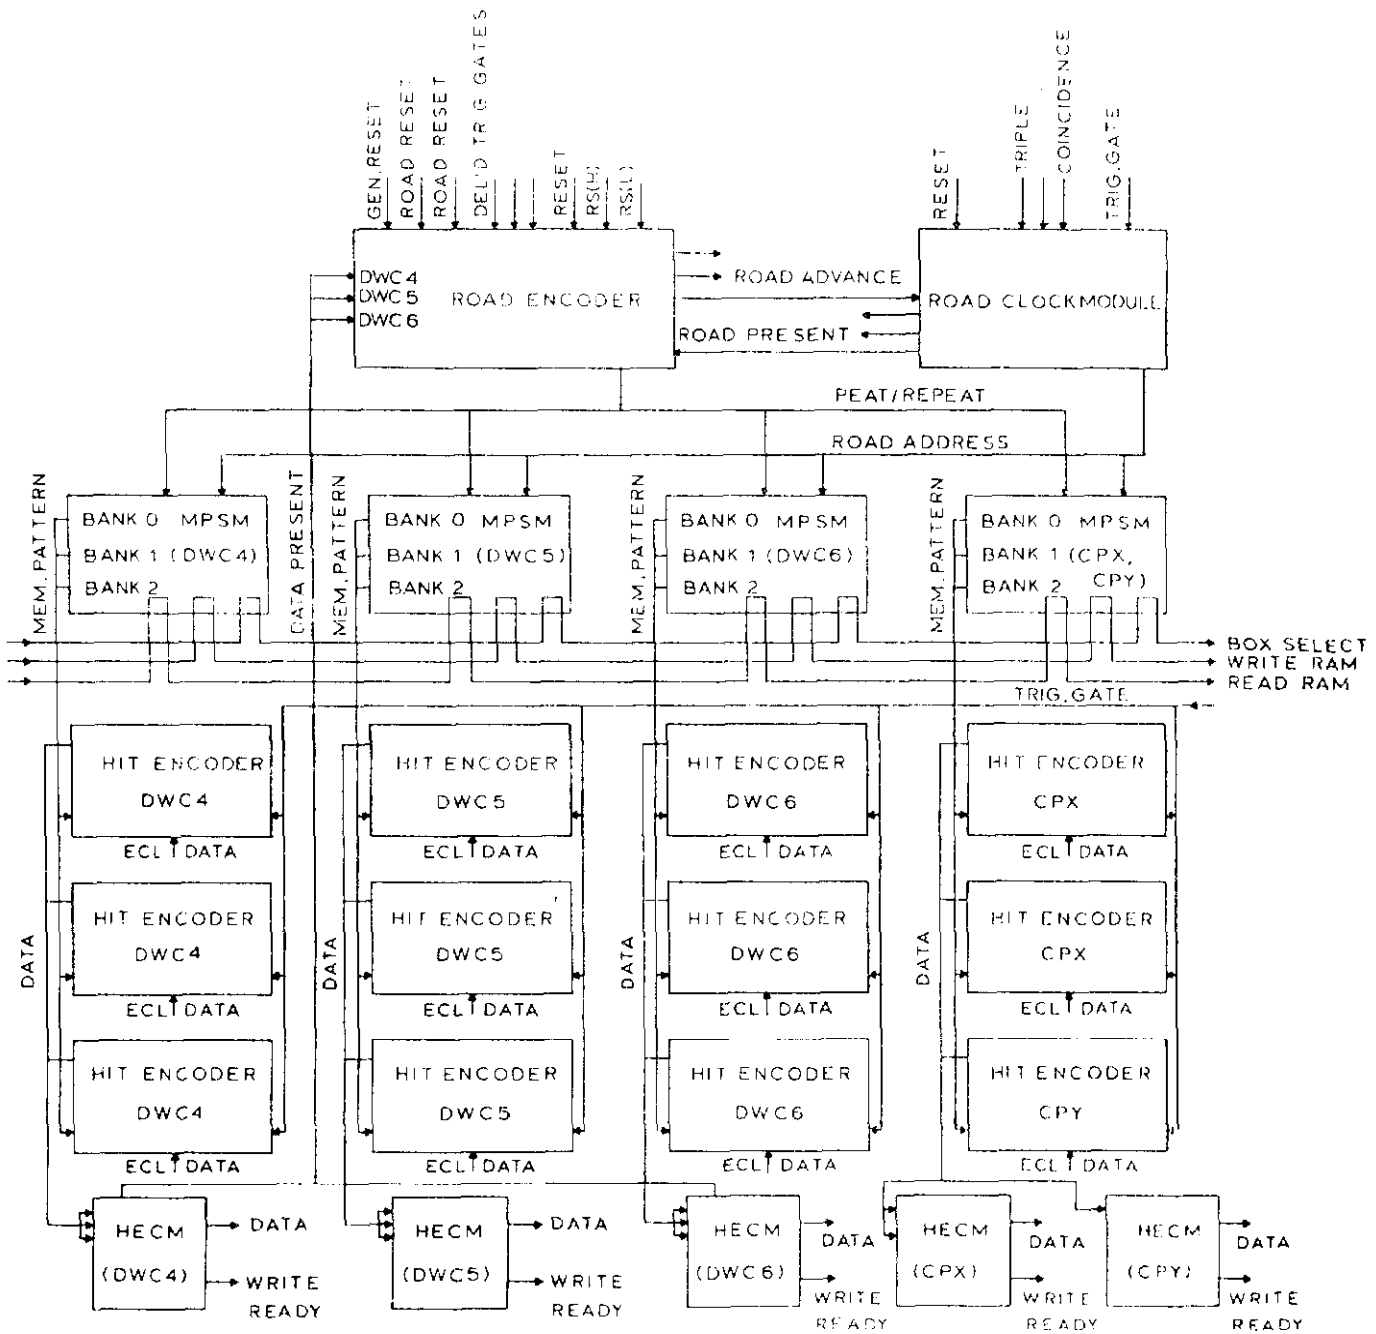 GEN.RESET
ROAD RESET
ROAD RESET
DEL'D TRIG GATES
RESET
RS(H)
RS(L)
RESET
TRIPLE
COINCIDENCE
TRIG.GATE
DWC4
DWC5
DWC6
ROAD ENCODER
ROAD ADVANCE
ROAD PRESENT
ROAD CLOCKMODULE
PEAT/REPEAT
ROAD ADDRESS
MEM.PATTERN
BANK 0 MPSM
BANK 1 (DWC4)
BANK 2
DATA PRESENT
MEM.PATTERN
BANK 0 MPSM
BANK 1 (DWC5)
BANK 2
MEM.PATTERN
BANK 0 MPSM
BANK 1 (DWC6)
BANK 2
MEM.PATTERN
BANK 0 MPSM
BANK 1 (CPX,
CPY)
BANK 2
BOX SELECT
WRITE RAM
READ RAM
TRIG.GATE
HIT ENCODER
DWC4
ECL DATA
HIT ENCODER
DWC5
ECL DATA
HIT ENCODER
DWC6
ECL DATA
HIT ENCODER
CPX
ECL DATA
DATA
HIT ENCODER
DWC4
ECL DATA
DATA
HIT ENCODER
DWC5
ECL DATA
DATA
HIT ENCODER
DWC6
ECL DATA
DATA
HIT ENCODER
CPX
ECL DATA
HIT ENCODER
DWC4
ECL DATA
HIT ENCODER
DWC5
ECL DATA
HIT ENCODER
DWC6
ECL DATA
HIT ENCODER
CPY
ECL DATA
HECM
(DWC4)
DATA
WRITE
READY
HECM
(DWC5)
DATA
WRITE
READY
HECM
(DWC6)
DATA
WRITE
READY
HECM
(CPX)
DATA
WRITE
READY
HECM
(CPY)
DATA
WRITE
READY